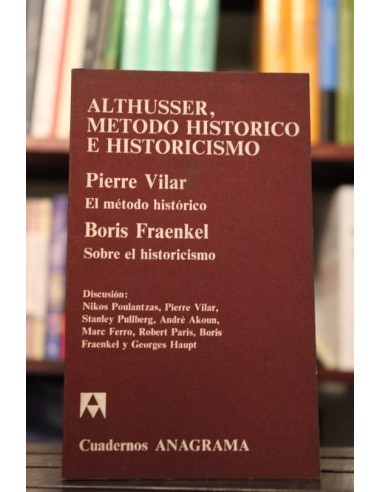 ALTHUSSER,
METODO HISTORICO
E HISTORICISMO
Pierre Vilar
El método histórico
Boris Fraenkel
Sobre el historicismo
Discusión:
Nikos Poulantzas, Pierre Vilar,
Stanley Pullberg, André Akoun,
Marc Ferro, Robert Paris, Boris
Fraenkel y Georges Haupt
Cuadernos ANAGRAMA